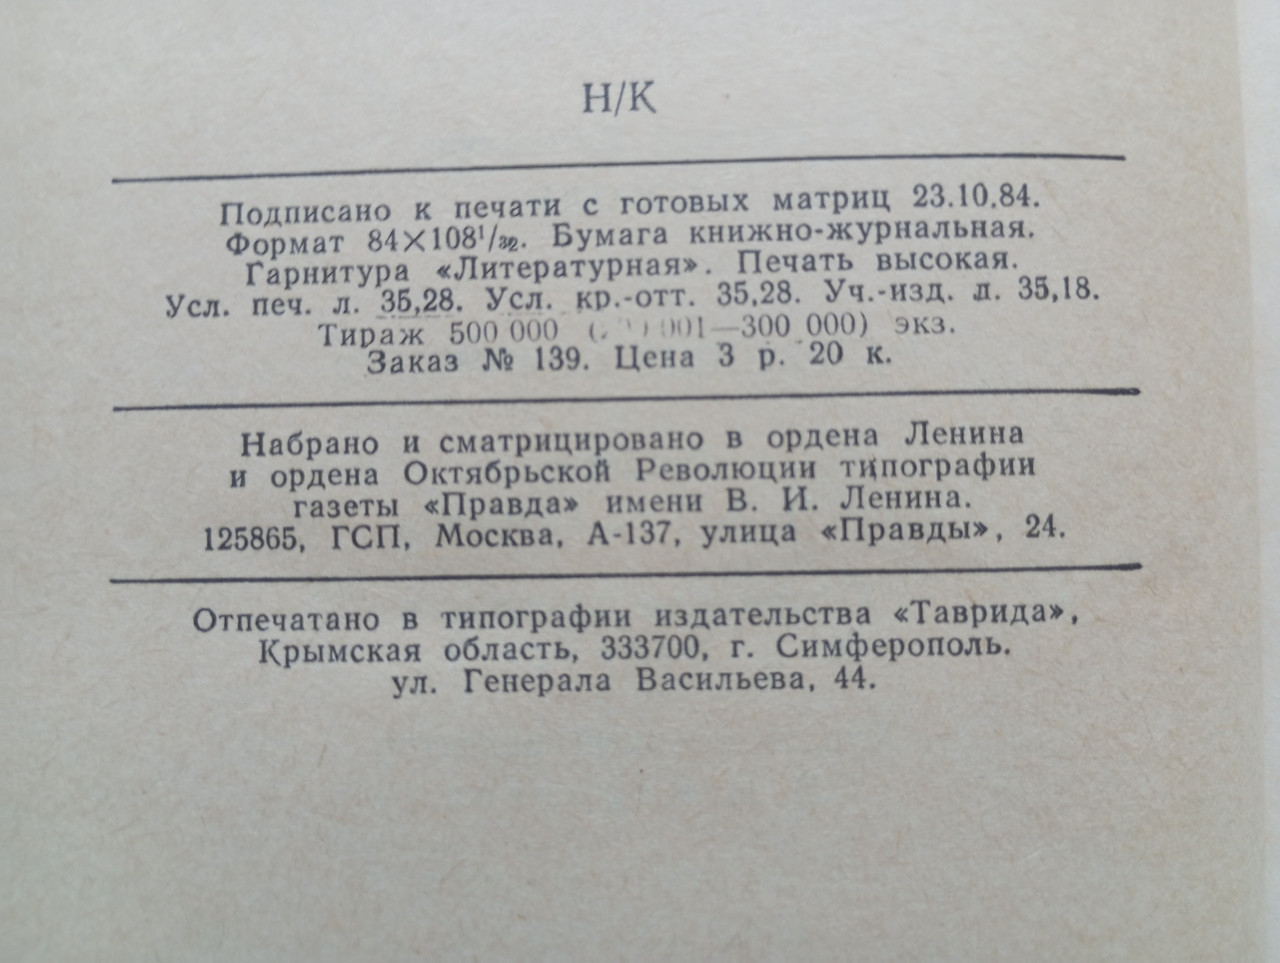 Н/К
Подписано к печати с готовых матриц 23.10.84.
Формат 84×108¹/₃₂. Бумага книжно-журнальная.
Гарнитура «Литературная». Печать высокая.
Усл. печ. л. 35,28. Усл. кр.-отт. 35,28. Уч.-изд. л. 35,18.
Тираж 500 000 —300 000) экз.
Заказ № 139. Цена 3 р. 20 к.
Набрано и сматрицировано в ордена Ленина
и ордена Октябрьской Революции типографии
газеты «Правда» имени В. И. Ленина.
125865, ГСП, Москва, А-137, улица «Правды», 24.
Отпечатано в типографии издательства «Таврида»,
Крымская область, 333700, г. Симферополь.
ул. Генерала Васильева, 44.